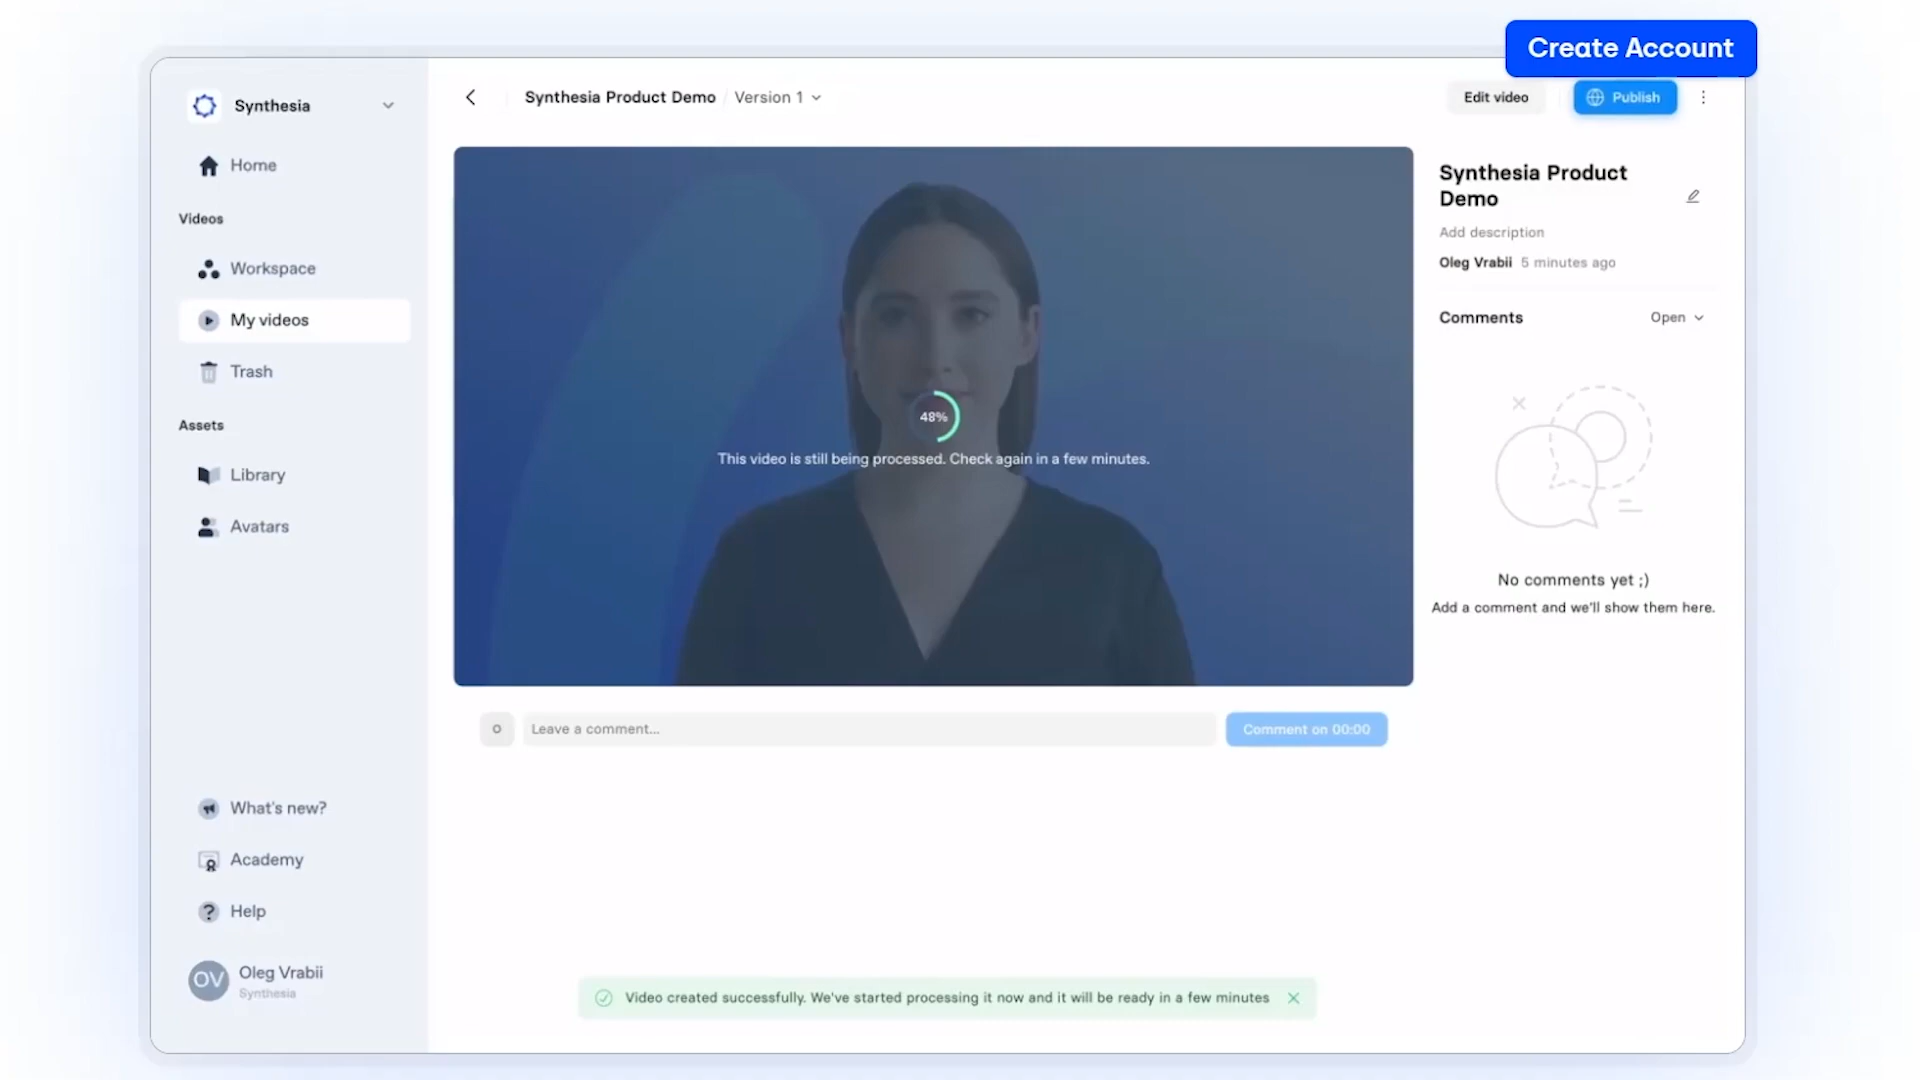 Create Account
Synthesia
Synthesia Product Demo / Version 1
Edit video
Publish
Home
Videos
Workspace
My videos
Trash
Assets
Library
Avatars
48%
This video is still being processed. Check again in a few minutes.
Synthesia Product
Demo
Add description
Oleg Vrabii 5 minutes ago
Comments
Open
No comments yet ;)
Add a comment and we'll show them here.
O
Leave a comment...
Comment on 00:00
What's new?
Academy
Help
OV
Oleg Vrabii
Synthesia
Video created successfully. We've started processing it now and it will be ready in a few minutes